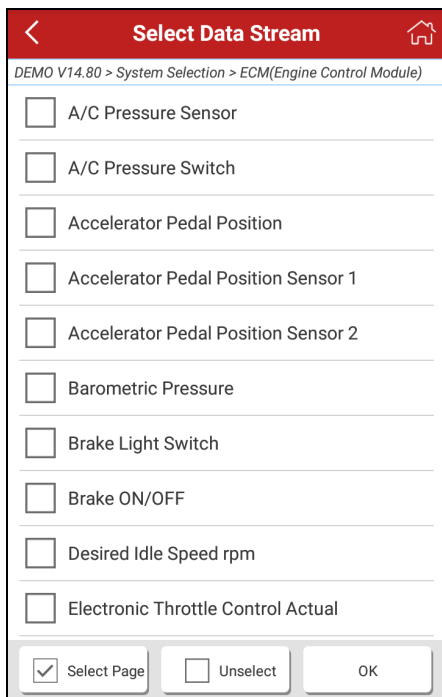 Select Data Stream
DEMO V14.80 > System Selection > ECM(Engine Control Module)
A/C Pressure Sensor
A/C Pressure Switch
Accelerator Pedal Position
Accelerator Pedal Position Sensor 1
Accelerator Pedal Position Sensor 2
Barometric Pressure
Brake Light Switch
Brake ON/OFF
Desired Idle Speed rpm
Electronic Throttle Control Actual
Select Page Unselect OK